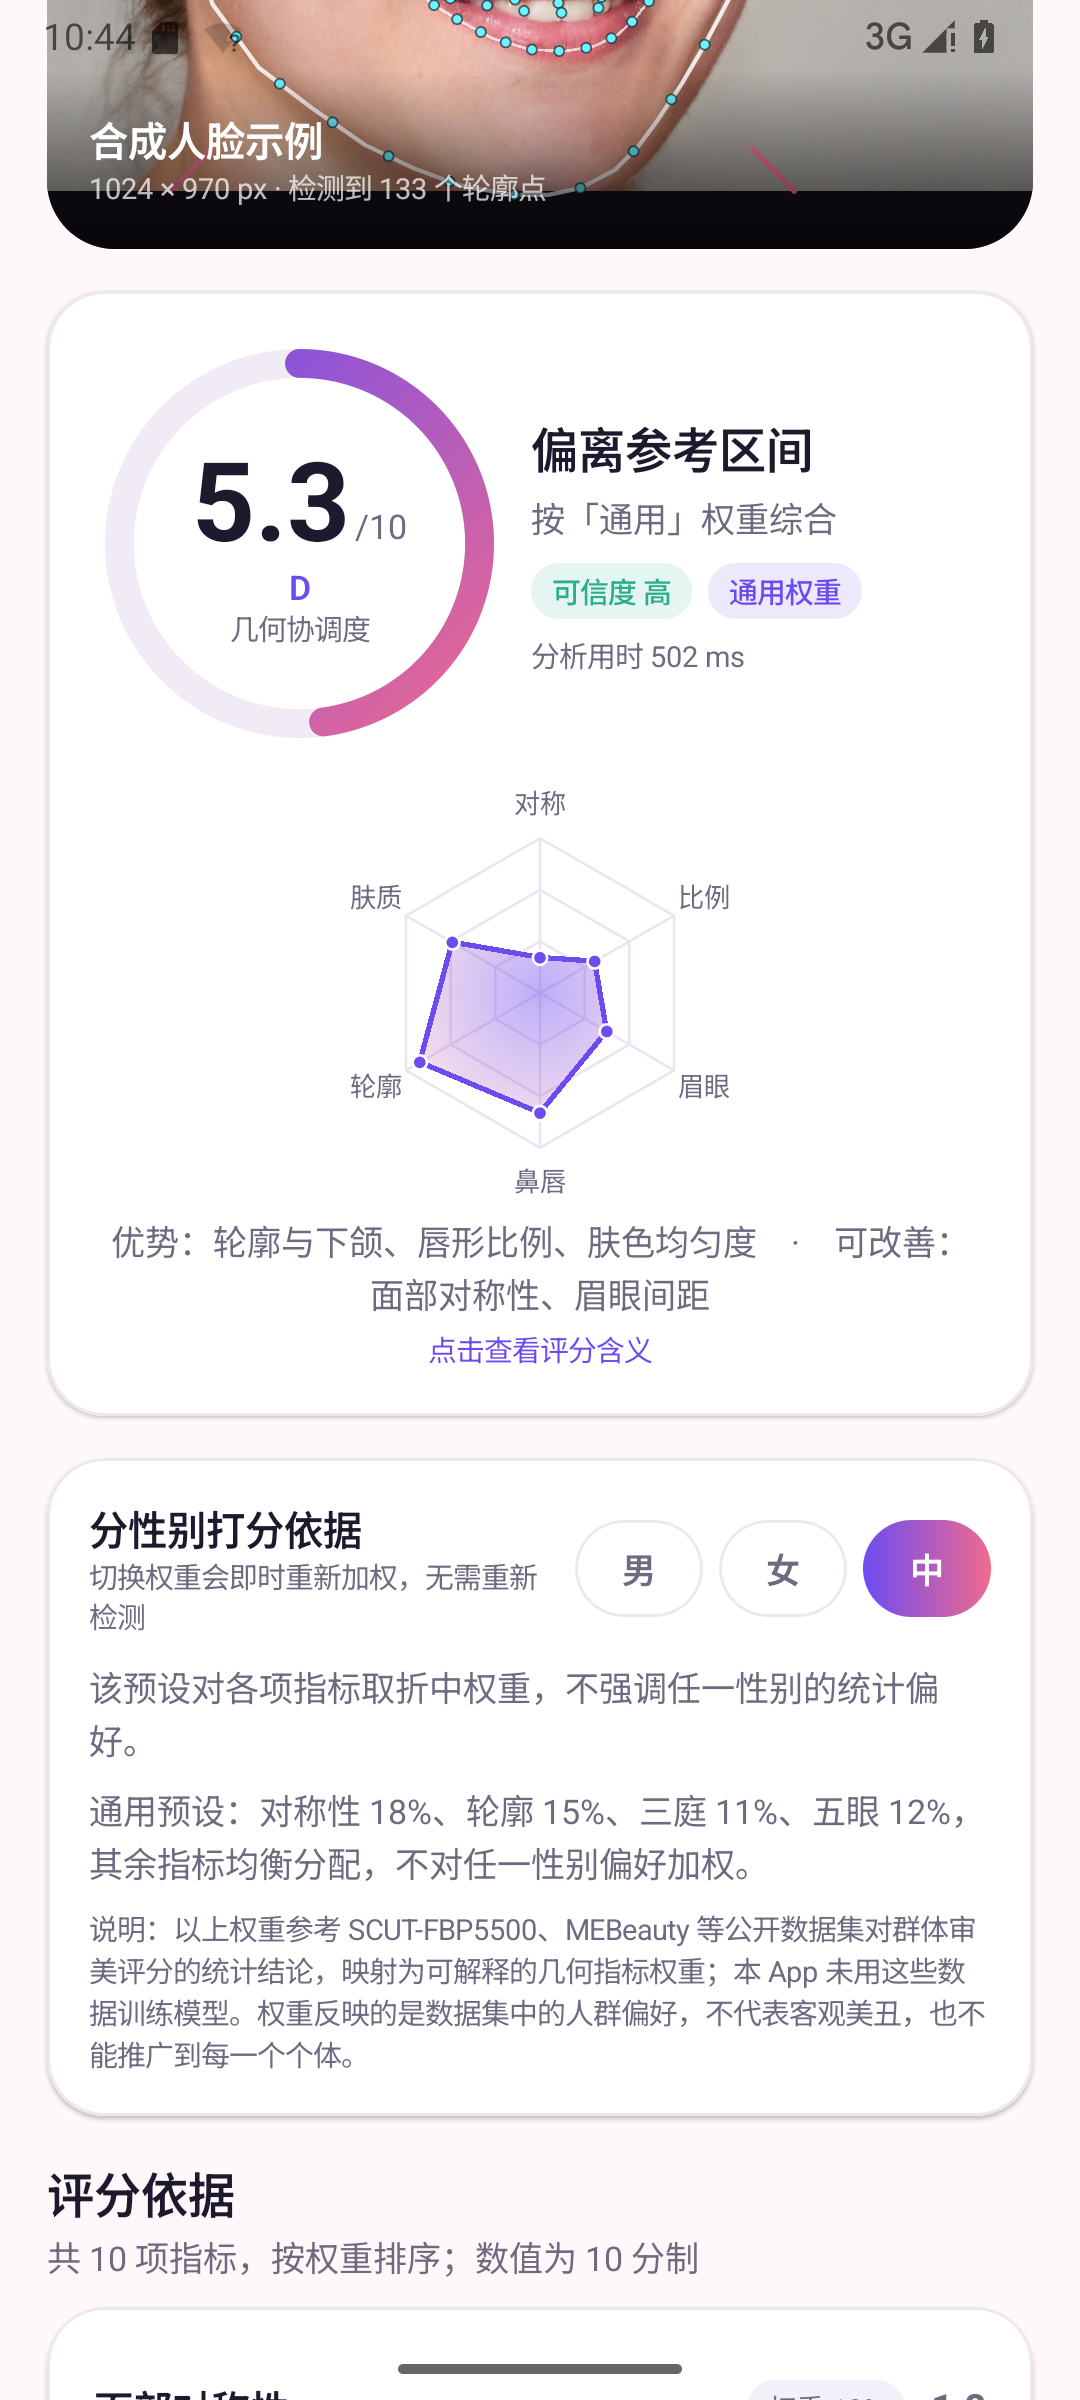 10:44
3G
合成人脸示例
1024 × 970 px · 检测到 133 个轮廓点
5.3 /10
D
几何协调度
偏离参考区间
按「通用」权重综合
可信度 高
通用权重
分析用时 502 ms
对称
肤质
比例
轮廓
眉眼
鼻唇
优势：轮廓与下颌、唇形比例、肤色均匀度 · 可改善：
面部对称性、眉眼间距
点击查看评分含义
分性别打分依据
切换权重会即时重新加权，无需重新
检测
男
女
中
该预设对各项指标取折中权重，不强调任一性别的统计偏
好。
通用预设：对称性 18%、轮廓 15%、三庭 11%、五眼 12%，
其余指标均衡分配，不对任一性别偏好加权。
说明：以上权重参考 SCUT-FBP5500、MEBeauty 等公开数据集对群体审
美评分的统计结论，映射为可解释的几何指标权重；本 App 未用这些数
据训练模型。权重反映的是数据集中的人群偏好，不代表客观美丑，也不
能推广到每一个个体。
评分依据
共 10 项指标，按权重排序；数值为 10 分制
面部对称性